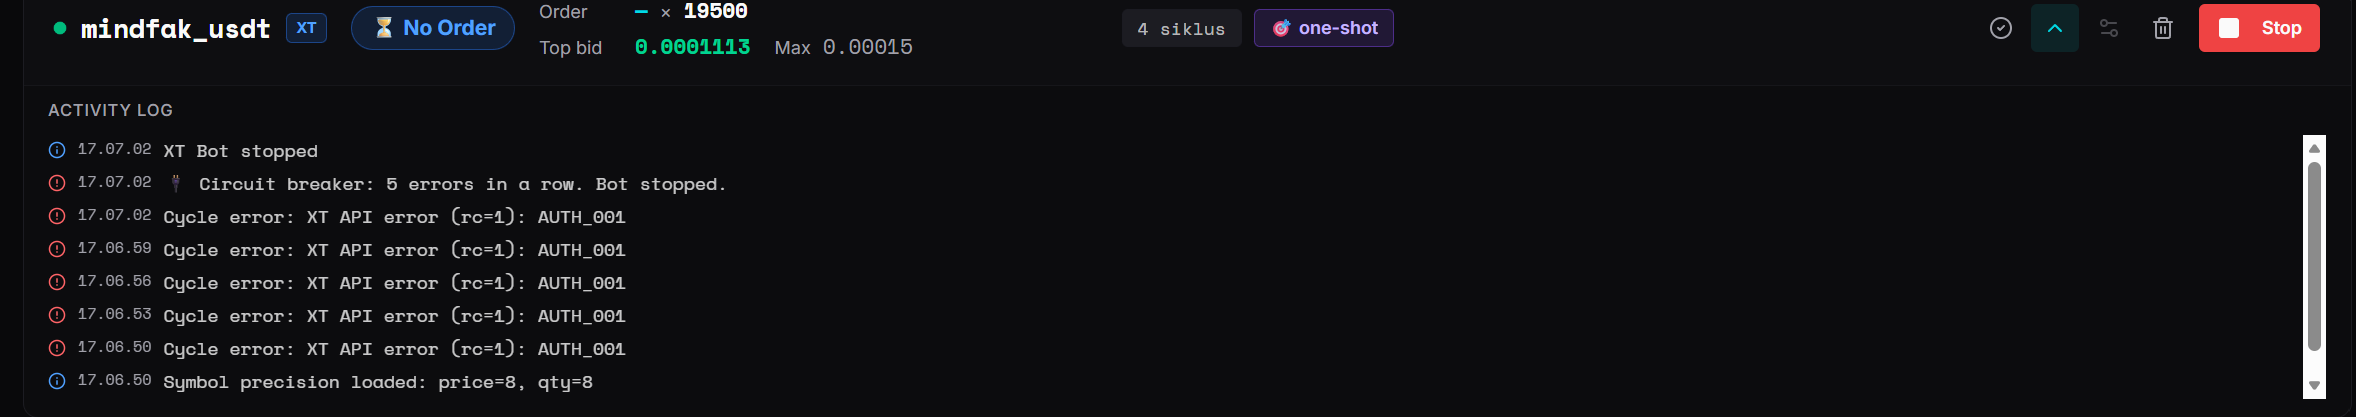 mindfak_usdt XT ⏳ No Order
Order — × 19500
Top bid 0.0001113 Max 0.00015
4 siklus 🎯 one-shot
Stop
ACTIVITY LOG
17.07.02 XT Bot stopped
17.07.02 🔌 Circuit breaker: 5 errors in a row. Bot stopped.
17.07.02 Cycle error: XT API error (rc=1): AUTH_001
17.06.59 Cycle error: XT API error (rc=1): AUTH_001
17.06.56 Cycle error: XT API error (rc=1): AUTH_001
17.06.53 Cycle error: XT API error (rc=1): AUTH_001
17.06.50 Cycle error: XT API error (rc=1): AUTH_001
17.06.50 Symbol precision loaded: price=8, qty=8